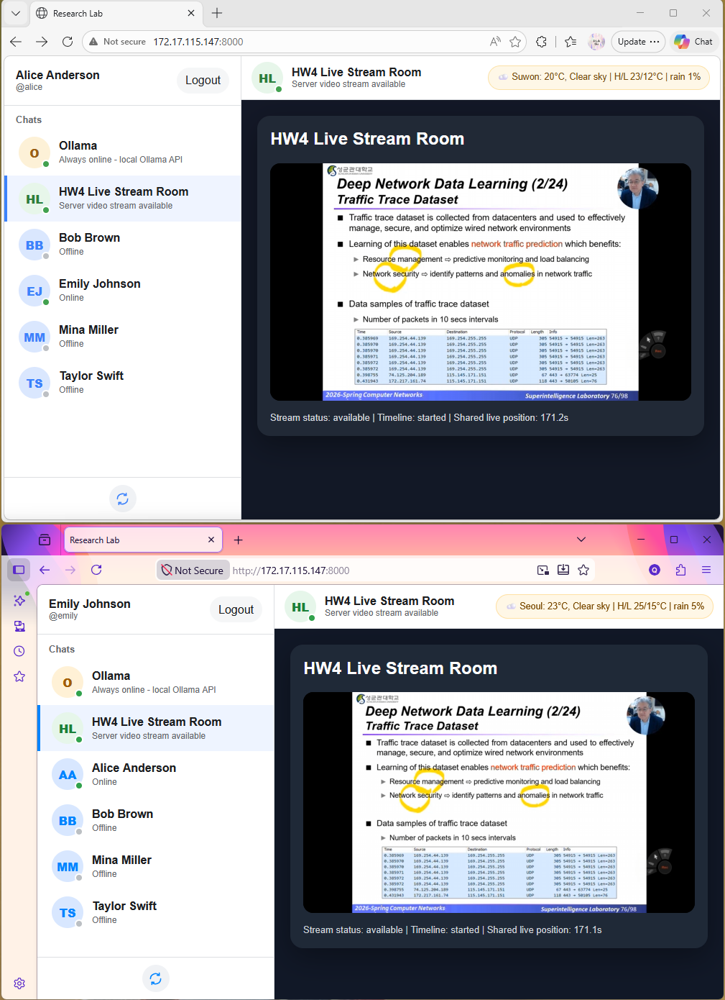 Research Lab
Not secure 172.17.115.147:8000
Update
Chat
Alice Anderson
@alice
Logout
Chats
O
Ollama
Always online - local Ollama API
HL
HW4 Live Stream Room
Server video stream available
BB
Bob Brown
Offline
EJ
Emily Johnson
Online
MM
Mina Miller
Offline
TS
Taylor Swift
Offline
HL
HW4 Live Stream Room
Server video stream available
Suwon: 20°C, Clear sky | H/L 23/12°C | rain 1%
HW4 Live Stream Room
성균관대학교
Deep Network Data Learning (2/24)
Traffic Trace Dataset
■ Traffic trace dataset is collected from datacenters and used to effectively
manage, secure, and optimize wired network environments
■ Learning of this dataset enables network traffic prediction which benefits:
▶ Resource management ⇨ predictive monitoring and load balancing
▶ Network security ⇨ identify patterns and anomalies in network traffic
■ Data samples of traffic trace dataset
▶ Number of packets in 10 secs intervals
Time Source Destination Protocol Length Info
0.385969 169.254.44.139 169.254.255.255 UDP 305 54915 → 54915 Len=263
0.385970 169.254.44.139 169.254.255.255 UDP 305 54915 → 54915 Len=263
0.385970 169.254.44.139 169.254.255.255 UDP 305 54915 → 54915 Len=263
0.385971 169.254.44.139 169.254.255.255 UDP 305 54915 → 54915 Len=263
0.385972 169.254.44.139 169.254.255.255 UDP 305 54915 → 54915 Len=263
0.385972 169.254.44.139 169.254.255.255 UDP 305 54915 → 54915 Len=263
0.398755 74.125.204.189 115.145.171.151 UDP 67 443 → 63774 Len=25
0.431943 172.217.161.74 115.145.171.151 UDP 118 443 → 50105 Len=76
2026-Spring Computer Networks Superintelligence Laboratory 76/98
Stream status: available | Timeline: started | Shared live position: 171.2s
Research Lab
Not Secure http://172.17.115.147:8000
Emily Johnson
@emily
Logout
Chats
O
Ollama
Always online - local Ollama API
HL
HW4 Live Stream Room
Server video stream available
AA
Alice Anderson
Online
BB
Bob Brown
Offline
MM
Mina Miller
Offline
TS
Taylor Swift
Offline
HL
HW4 Live Stream Room
Server video stream available
Seoul: 23°C, Clear sky | H/L 25/15°C | rain 5%
HW4 Live Stream Room
성균관대학교
Deep Network Data Learning (2/24)
Traffic Trace Dataset
■ Traffic trace dataset is collected from datacenters and used to effectively
manage, secure, and optimize wired network environments
■ Learning of this dataset enables network traffic prediction which benefits:
▶ Resource management ⇨ predictive monitoring and load balancing
▶ Network security ⇨ identify patterns and anomalies in network traffic
■ Data samples of traffic trace dataset
▶ Number of packets in 10 secs intervals
Time Source Destination Protocol Length Info
0.385969 169.254.44.139 169.254.255.255 UDP 305 54915 → 54915 Len=263
0.385970 169.254.44.139 169.254.255.255 UDP 305 54915 → 54915 Len=263
0.385970 169.254.44.139 169.254.255.255 UDP 305 54915 → 54915 Len=263
0.385971 169.254.44.139 169.254.255.255 UDP 305 54915 → 54915 Len=263
0.385972 169.254.44.139 169.254.255.255 UDP 305 54915 → 54915 Len=263
0.385972 169.254.44.139 169.254.255.255 UDP 305 54915 → 54915 Len=263
0.398755 74.125.204.189 115.145.171.151 UDP 67 443 → 63774 Len=25
0.431943 172.217.161.74 115.145.171.151 UDP 118 443 → 50105 Len=76
2026-Spring Computer Networks Superintelligence Laboratory 76/98
Stream status: available | Timeline: started | Shared live position: 171.1s